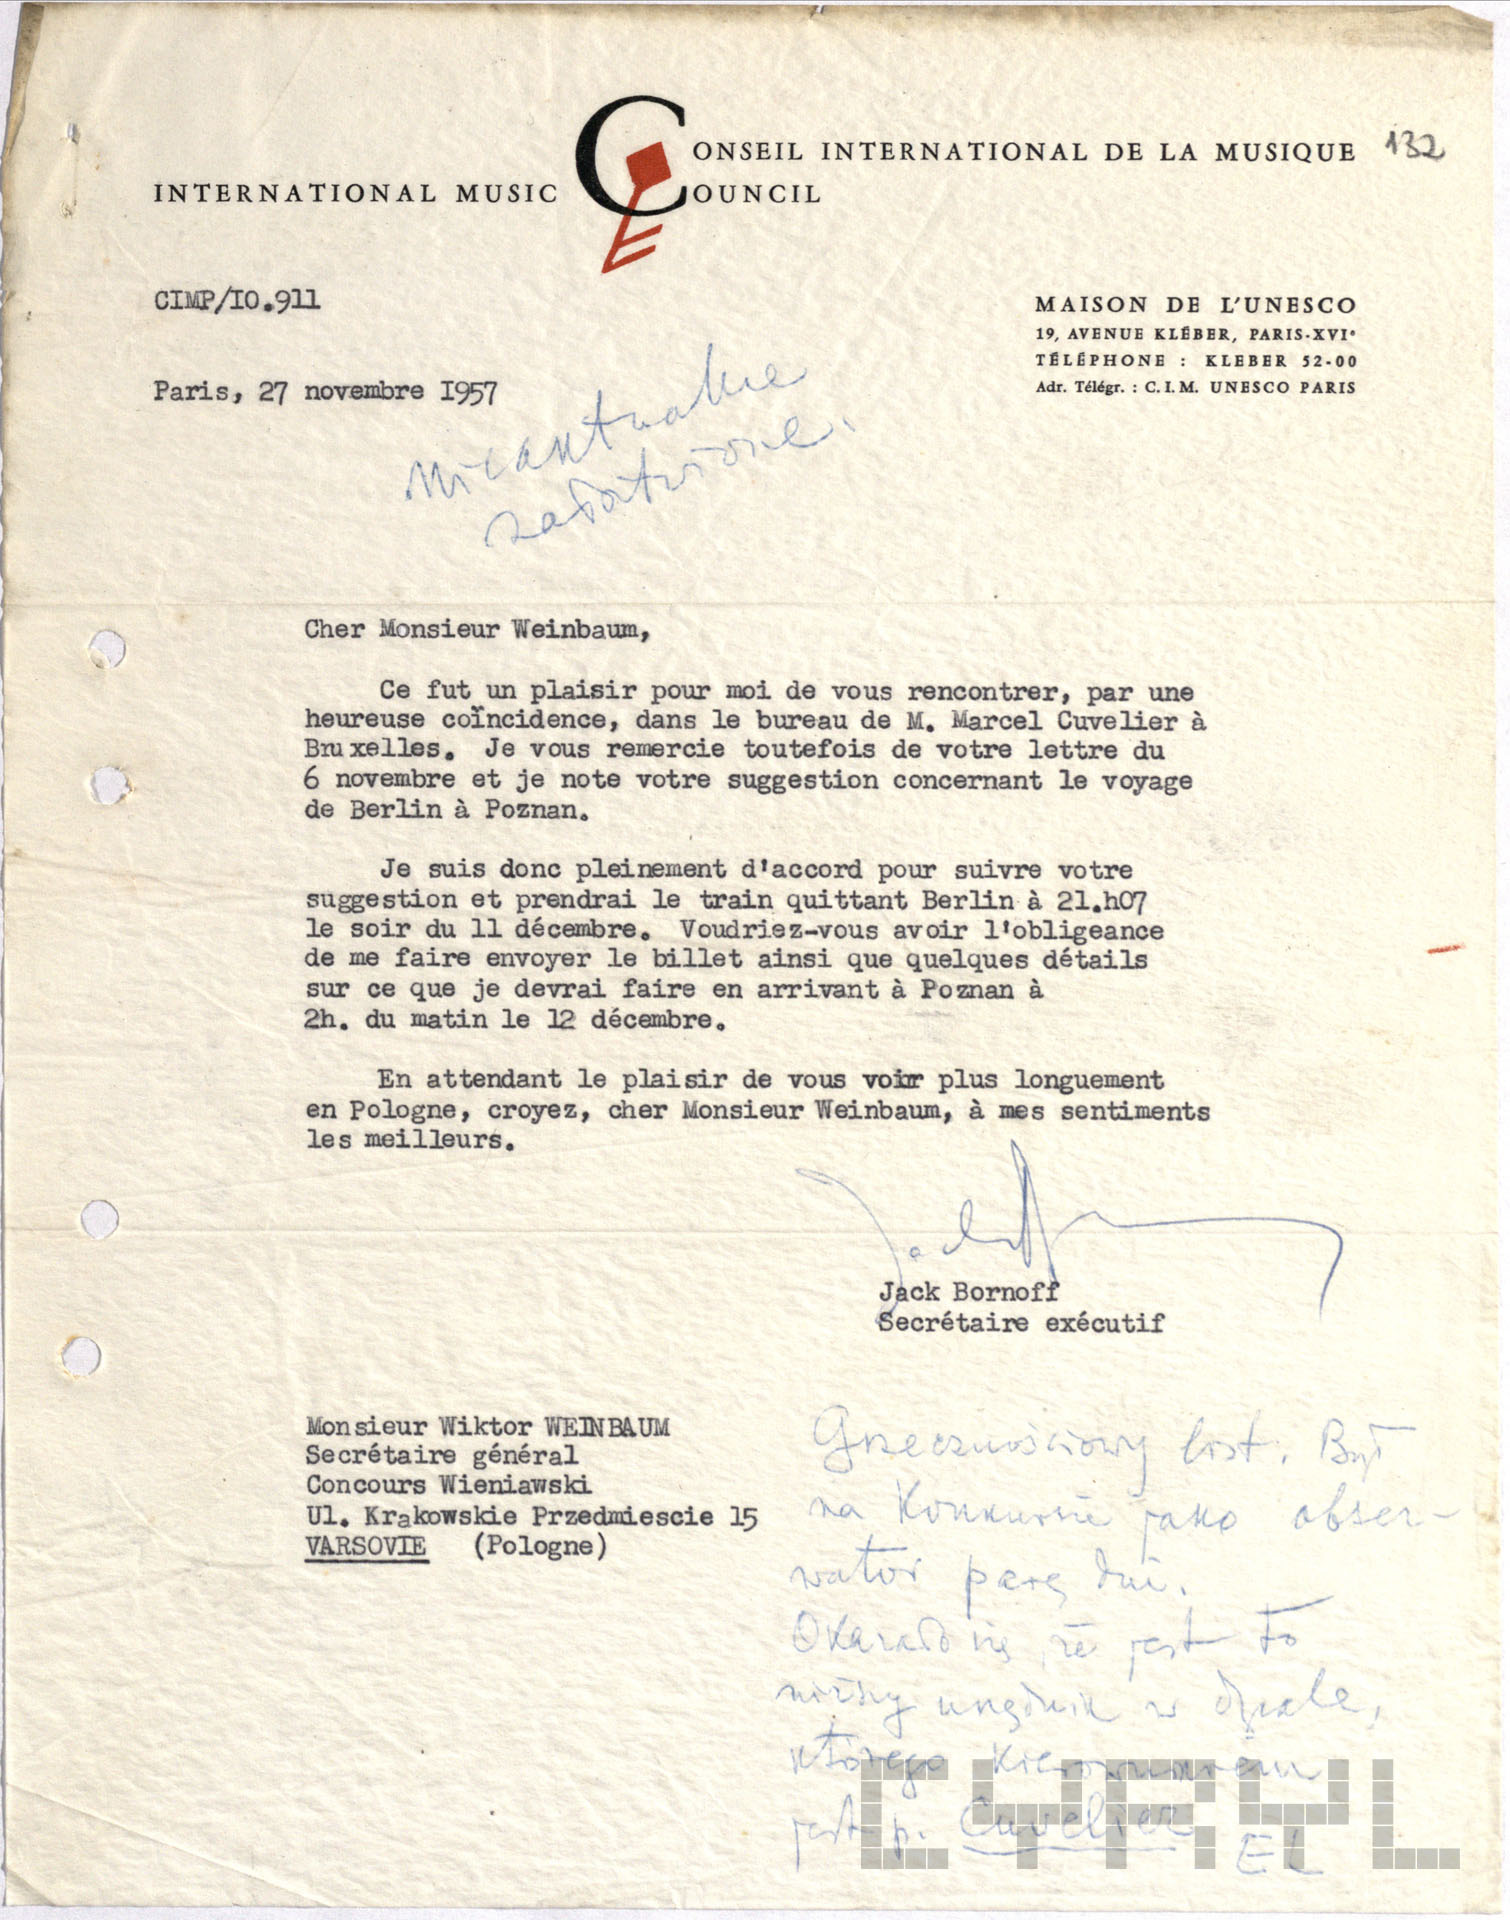 CONSEIL INTERNATIONAL DE LA MUSIQUE
132
INTERNATIONAL MUSIC COUNCIL
CIMP/IO.911
MAISON DE L'UNESCO
19, AVENUE KLÉBER, PARIS-XVIe
TÉLÉPHONE : KLEBER 52-00
Adr. Télégr. : C.I.M. UNESCO PARIS
Paris, 27 novembre I957
nieaktualne
załatwione.
Cher Monsieur Weinbaum,
Ce fut un plaisir pour moi de vous rencontrer, par une
heureuse coïncidence, dans le bureau de M. Marcel Cuvelier à
Bruxelles. Je vous remercie toutefois de votre lettre du
6 novembre et je note votre suggestion concernant le voyage
de Berlin à Poznan.
Je suis donc pleinement d'accord pour suivre votre
suggestion et prendrai le train quittant Berlin à 21.h07
le soir du 11 décembre. Voudriez-vous avoir l'obligeance
de me faire envoyer le billet ainsi que quelques détails
sur ce que je devrai faire en arrivant à Poznan à
2h. du matin le 12 décembre.
En attendant le plaisir de vous voir plus longuement
en Pologne, croyez, cher Monsieur Weinbaum, à mes sentiments
les meilleurs.
Jack Bornoff
Secrétaire exécutif
Monsieur Wiktor WEINBAUM
Secrétaire général
Concours Wieniawski
Ul. Krakowskie Przedmiescie 15
VARSOVIE (Pologne)
Grzecznościowy list. Był
na Konkursie jako obser-
wator parę dni.
Okazało się, że jest to
niższy urzędnik w dziale,
którego kierownikiem
jest p. Cuvelier
EL
CYRYL